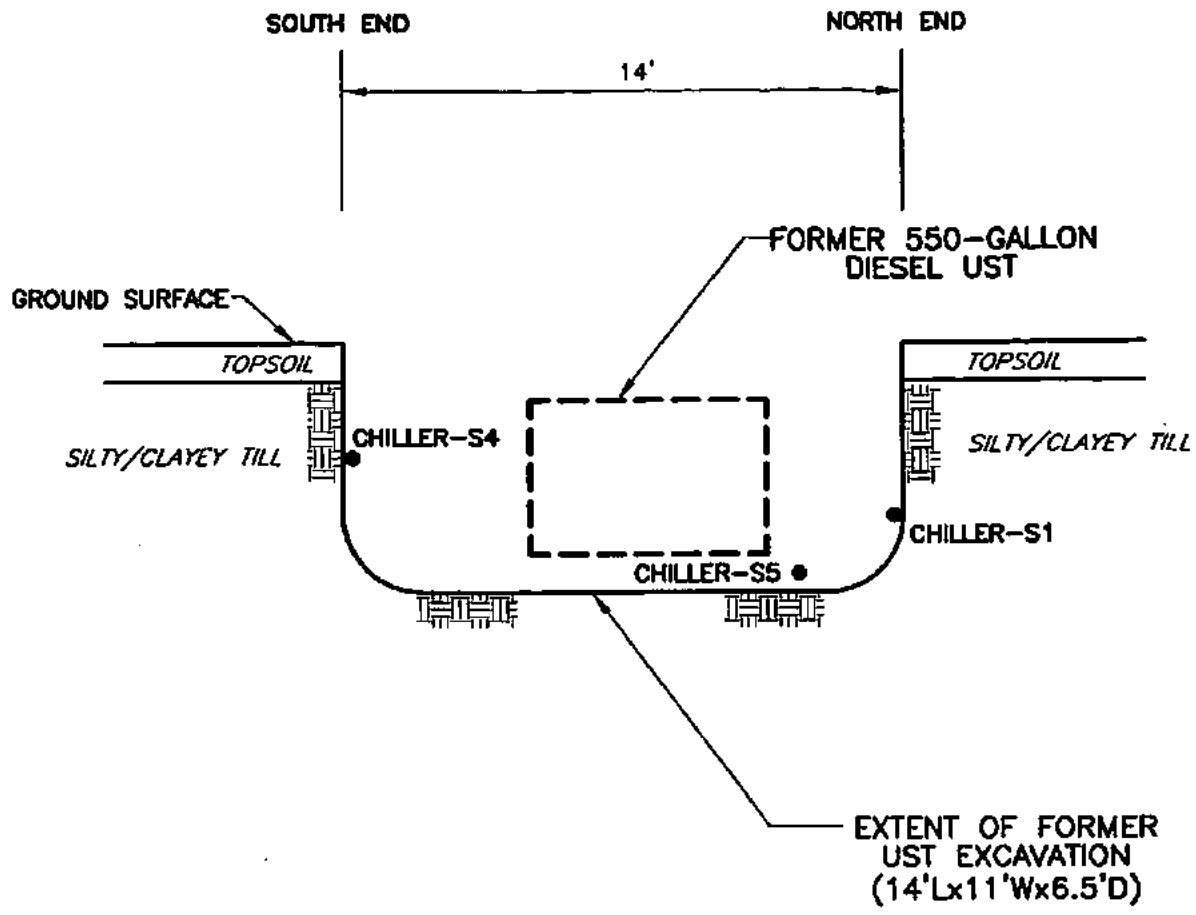 SOUTH END
NORTH END
14'
FORMER 550-GALLON
DIESEL UST
GROUND SURFACE
TOPSOIL
TOPSOIL
CHILLER-S4
SILTY/CLAYEY TILL
SILTY/CLAYEY TILL
CHILLER-S1
CHILLER-S5
EXTENT OF FORMER
UST EXCAVATION
(14'Lx11'Wx6.5'D)